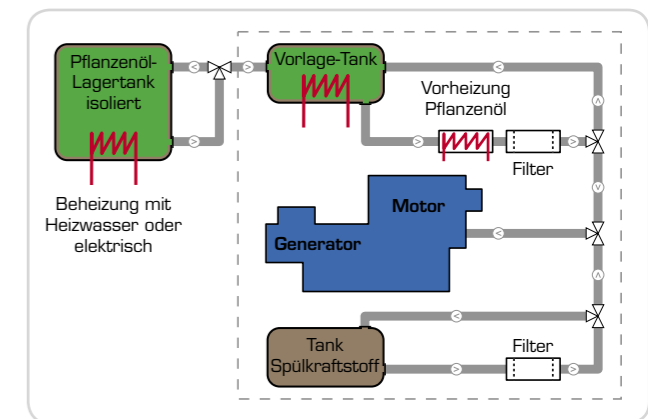 Pflanzenöl-
Lagertank
isoliert
Beheizung mit
Heizwasser oder
elektrisch
Vorlage-Tank
Vorheizung
Pflanzenöl
Filter
Motor
Generator
Tank
Spülkraftstoff
Filter